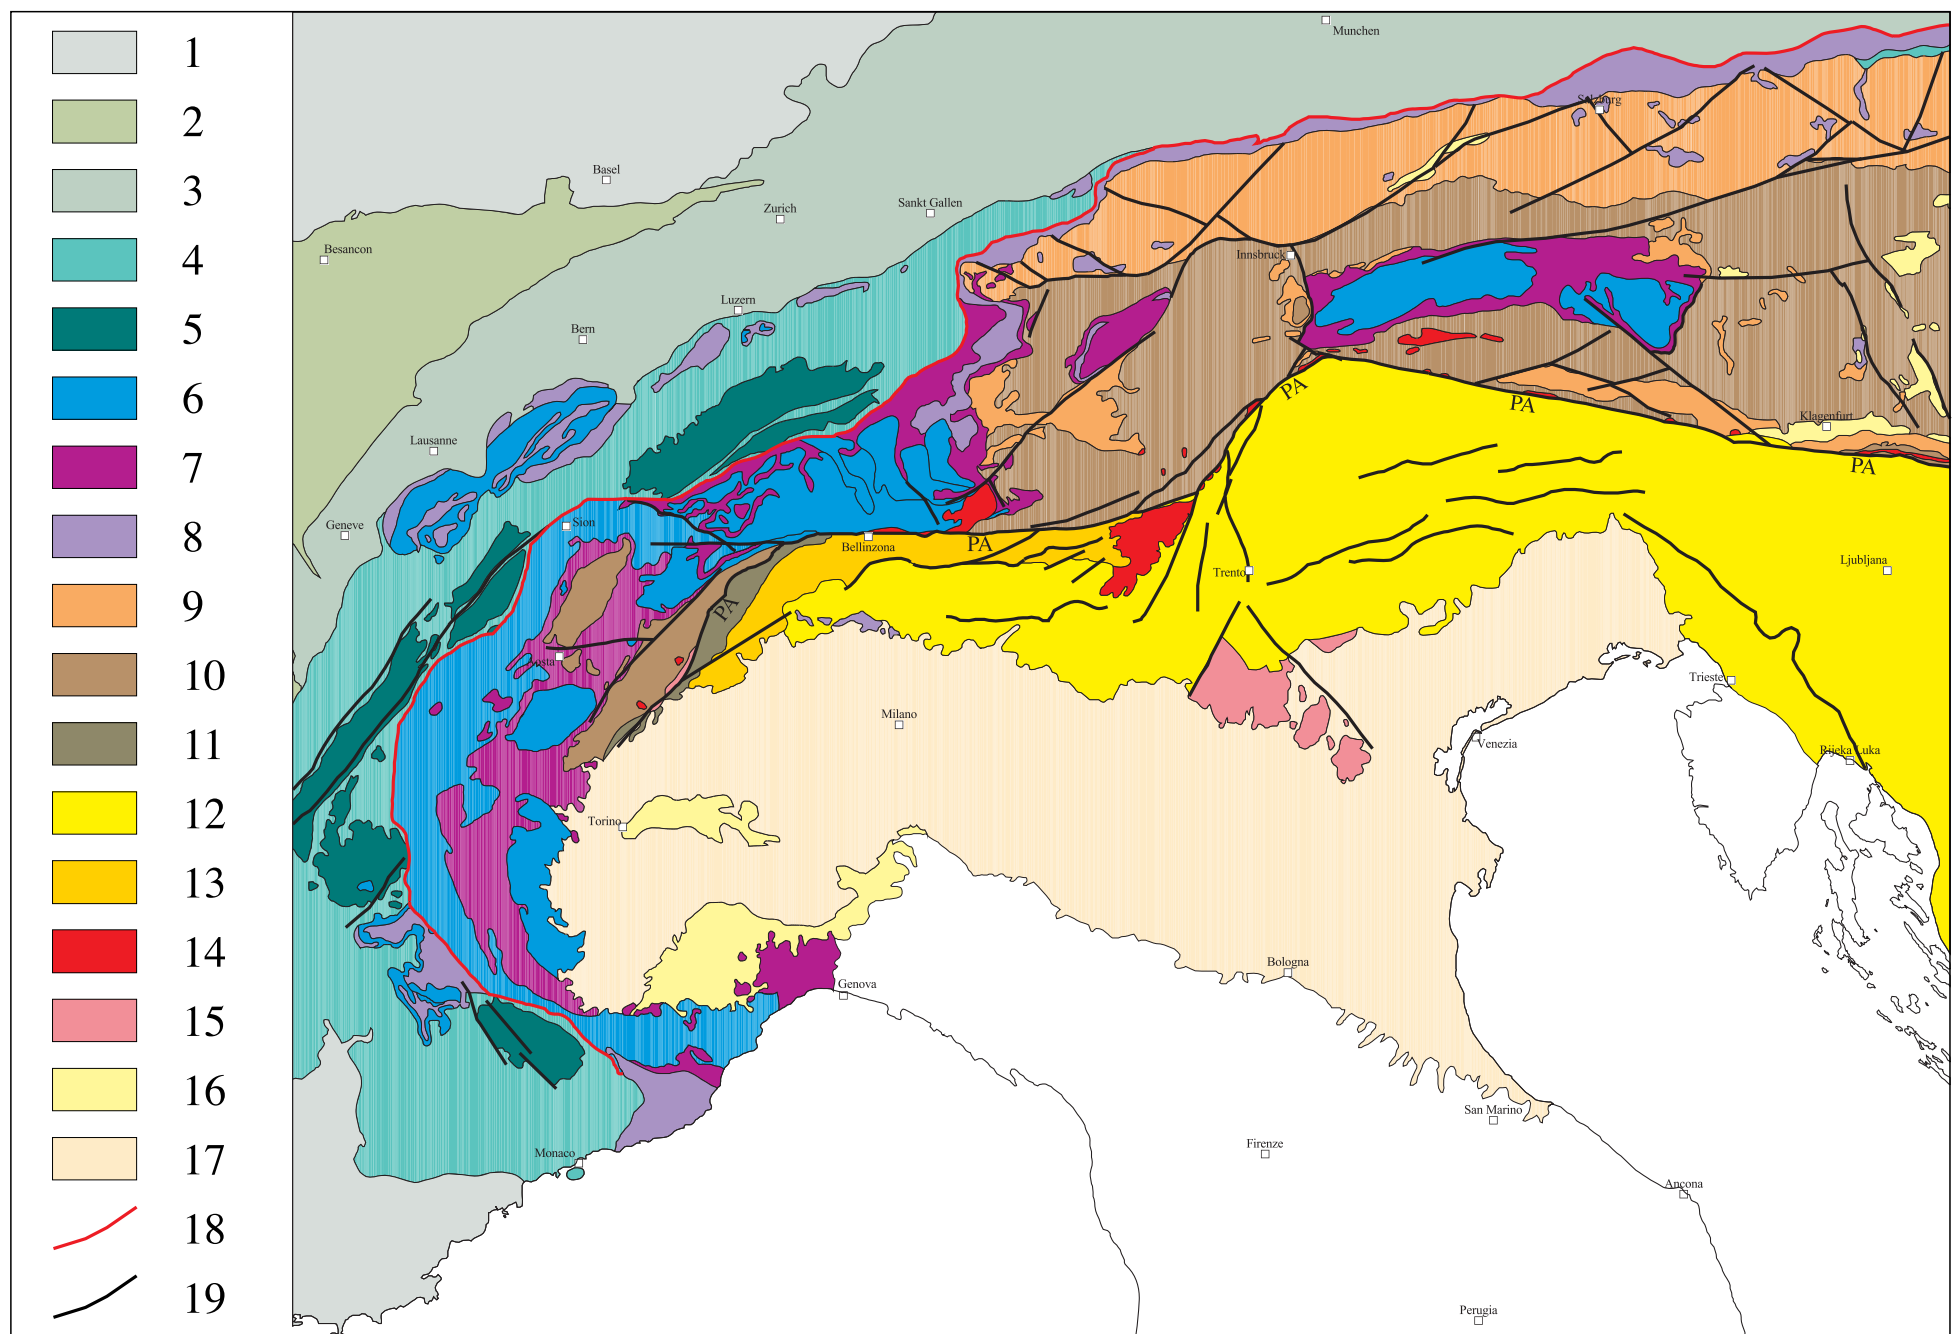 1
2
3
4
5
6
7
8
9
10
11
12
13
14
15
16
17
18
19
Munchen
Salzburg
Basel
Zurich
Sankt Gallen
Besancon
Innsbruck
Luzern
Bern
PA
PA
Klagenfurt
Lausanne
PA
Geneve
Sion
Bellinzona
PA
Trento
Ljubljana
PA
Aosta
Trieste
Milano
Venezia
Rijeka Luka
Torino
Bologna
Genova
San Marino
Firenze
Monaco
Ancona
Perugia